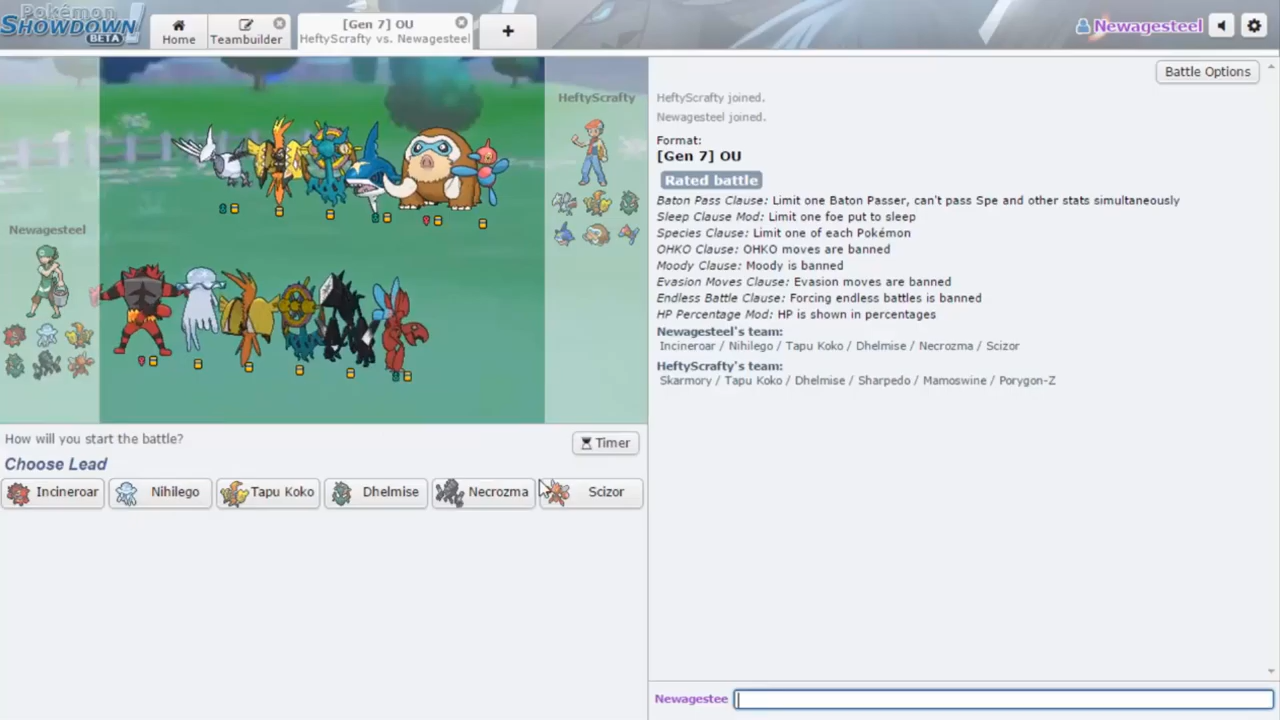 Pokémon
SHOWDOWN
BETA
Home
Teambuilder
[Gen 7] OU
HeftyScrafty vs. Newagesteel
+
Newagesteel
HeftyScrafty
Newagesteel
Battle Options
HeftyScrafty joined.
Newagesteel joined.
Format:
[Gen 7] OU
Rated battle
Baton Pass Clause: Limit one Baton Passer, can't pass Spe and other stats simultaneously
Sleep Clause Mod: Limit one foe put to sleep
Species Clause: Limit one of each Pokémon
OHKO Clause: OHKO moves are banned
Moody Clause: Moody is banned
Evasion Moves Clause: Evasion moves are banned
Endless Battle Clause: Forcing endless battles is banned
HP Percentage Mod: HP is shown in percentages
Newagesteel's team:
Incineroar / Nihilego / Tapu Koko / Dhelmise / Necrozma / Scizor
HeftyScrafty's team:
Skarmory / Tapu Koko / Dhelmise / Sharpedo / Mamoswine / Porygon-Z
How will you start the battle?
Timer
Choose Lead
Incineroar
Nihilego
Tapu Koko
Dhelmise
Necrozma
Scizor
Newagestee